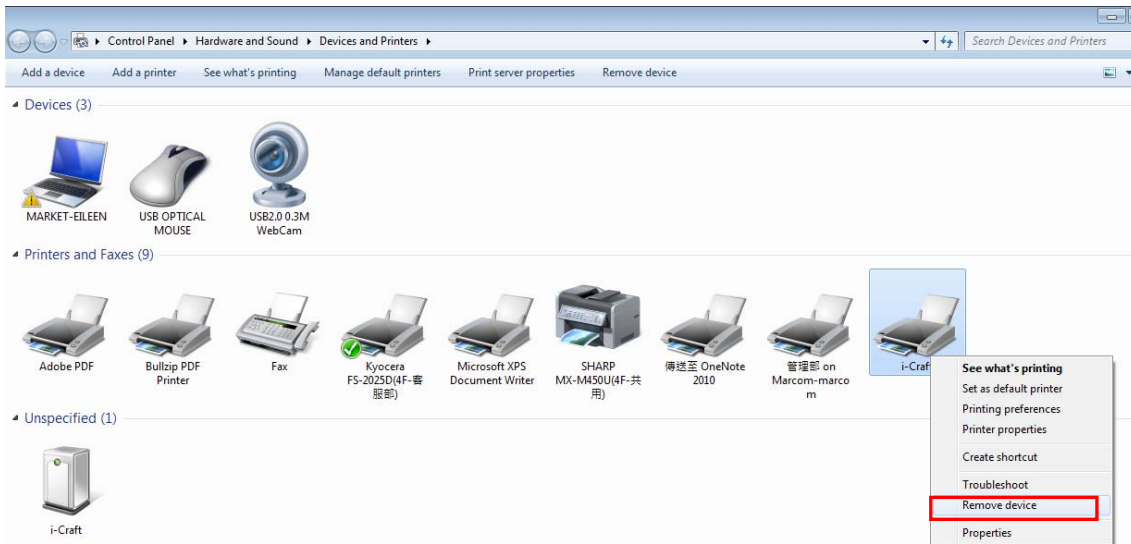 Control Panel ▸ Hardware and Sound ▸ Devices and Printers ▸
Search Devices and Printers
Add a device Add a printer See what's printing Manage default printers Print server properties Remove device
Devices (3)
MARKET-EILEEN
USB OPTICAL
MOUSE
USB2.0 0.3M
WebCam
Printers and Faxes (9)
Adobe PDF
Bullzip PDF
Printer
Fax
Kyocera
FS-2025D(4F-客
服部)
Microsoft XPS
Document Writer
SHARP
MX-M450U(4F-共
用)
傳送至 OneNote
2010
管理部 on
Marcom-marco
m
i-Craf
See what's printing
Set as default printer
Printing preferences
Printer properties
Create shortcut
Troubleshoot
Remove device
Properties
Unspecified (1)
i-Craft